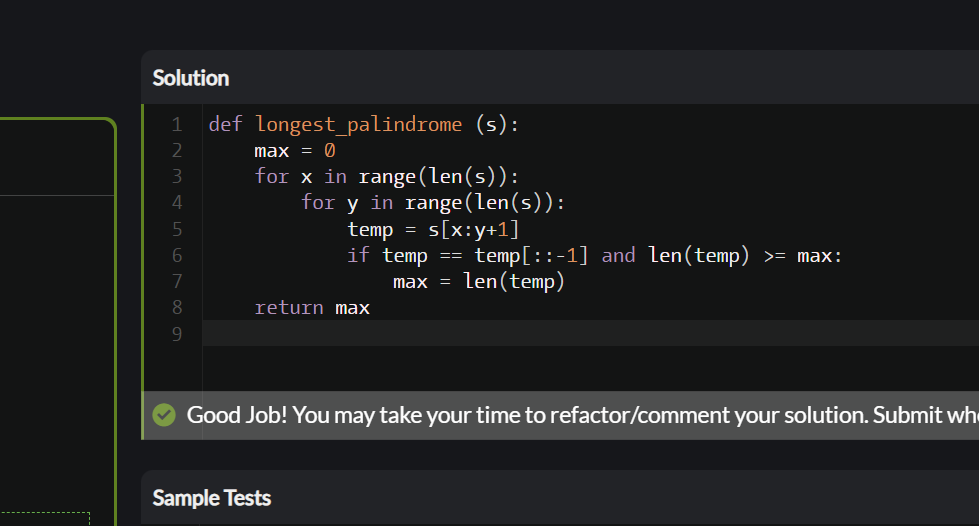 Solution
1 def longest_palindrome (s):
2     max = 0
3     for x in range(len(s)):
4         for y in range(len(s)):
5             temp = s[x:y+1]
6             if temp == temp[::-1] and len(temp) >= max:
7                 max = len(temp)
8     return max
9
Good Job! You may take your time to refactor/comment your solution. Submit
Sample Tests